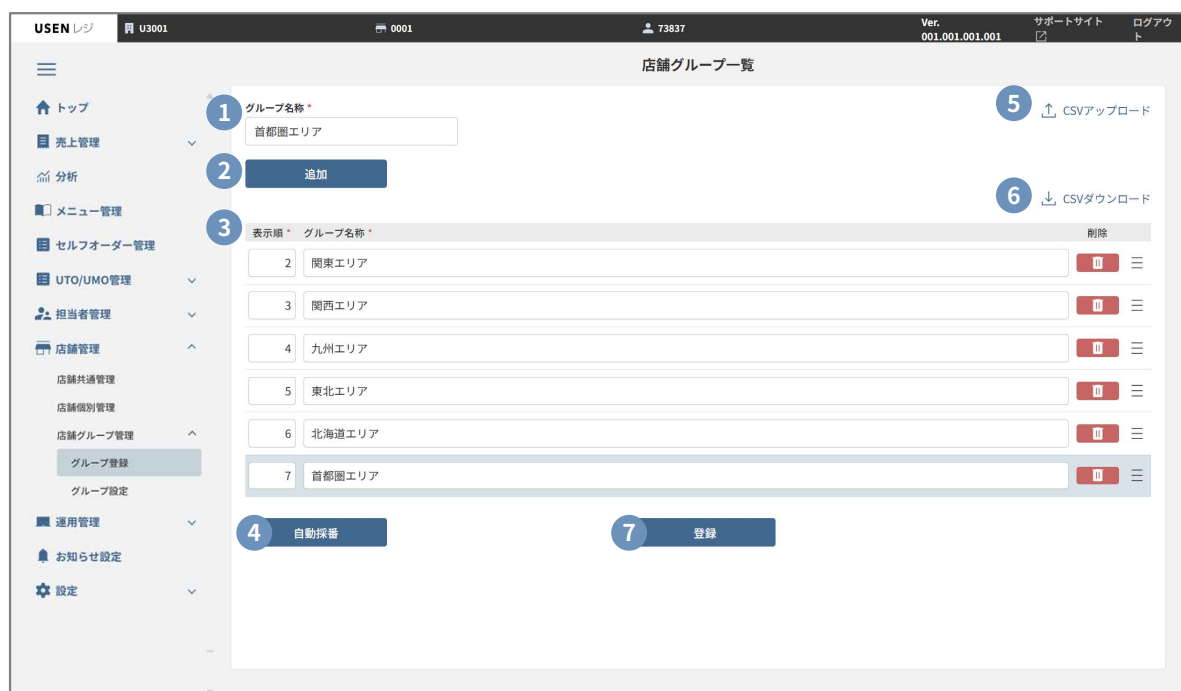 USEN レジ
U3001
0001
73837
Ver.
001.001.001.001
サポートサイト
ログアウ
ト
店舗グループ一覧
トップ
売上管理
分析
メニュー管理
セルフオーダー管理
UTO/UMO管理
担当者管理
店舗管理
店舗共通管理
店舗個別管理
店舗グループ管理
グループ登録
グループ設定
運用管理
お知らせ設定
設定
1
グループ名称 *
首都圏エリア
5
CSVアップロード
2
追加
6
CSVダウンロード
3
表示順 * グループ名称 * 削除
2 関東エリア
3 関西エリア
4 九州エリア
5 東北エリア
6 北海道エリア
7 首都圏エリア
4 自動採番
7 登録